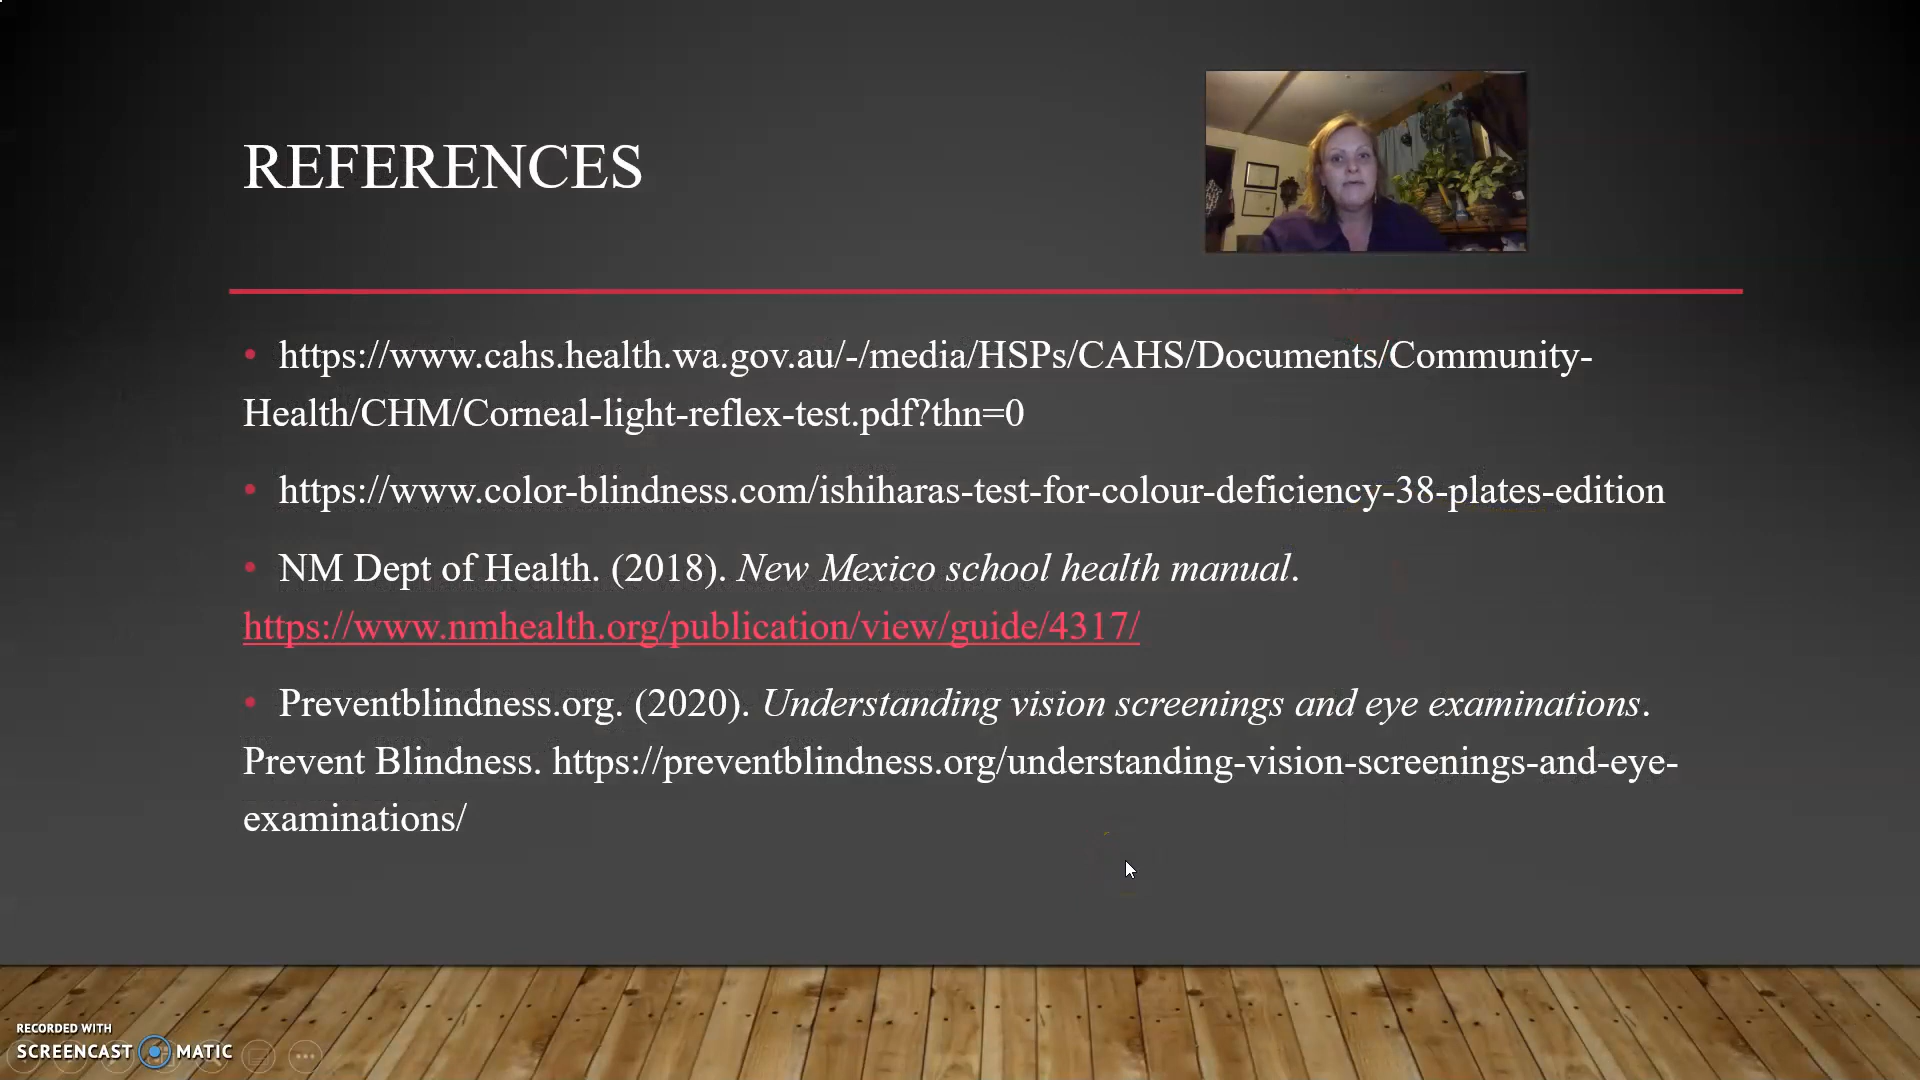 REFERENCES
• https://www.cahs.health.wa.gov.au/-/media/HSPs/CAHS/Documents/Community-
Health/CHM/Corneal-light-reflex-test.pdf?thn=0
• https://www.color-blindness.com/ishiharas-test-for-colour-deficiency-38-plates-edition
• NM Dept of Health. (2018). New Mexico school health manual.
https://www.nmhealth.org/publication/view/guide/4317/
• Preventblindness.org. (2020). Understanding vision screenings and eye examinations.
Prevent Blindness. https://preventblindness.org/understanding-vision-screenings-and-eye-
examinations/
RECORDED WITH
SCREENCAST MATIC